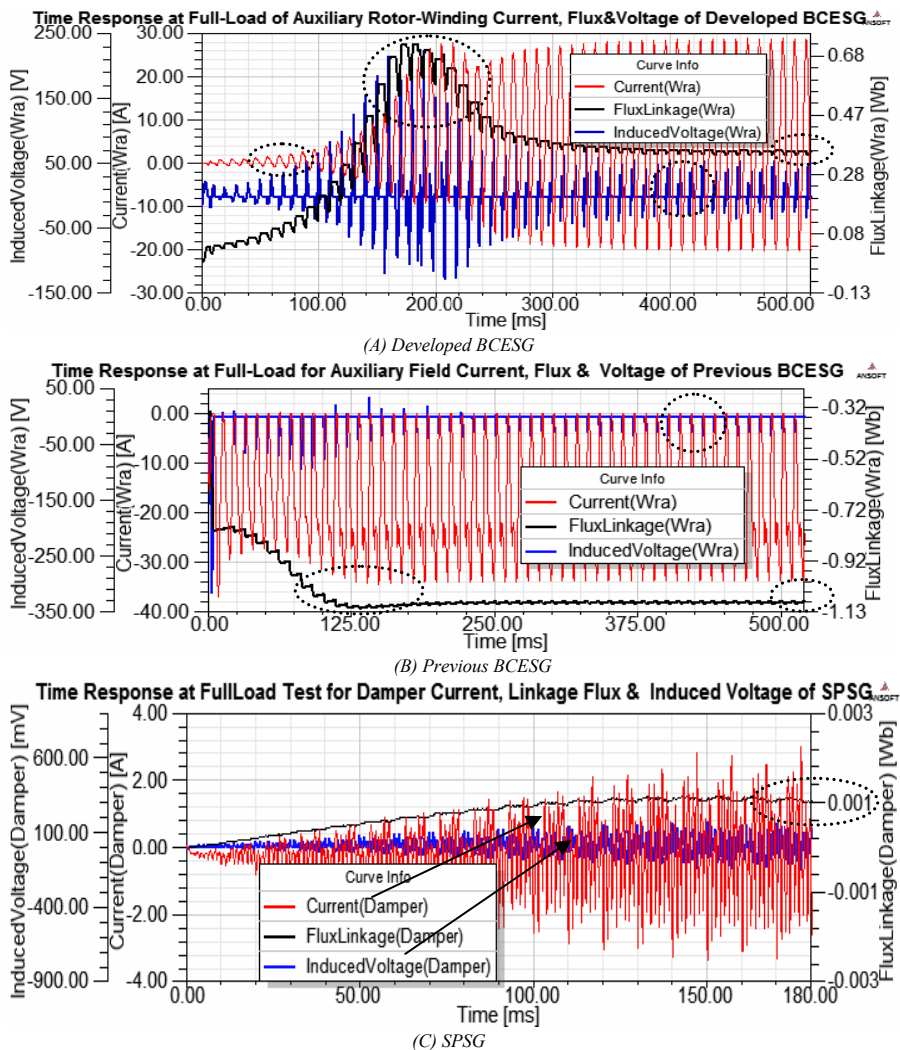 Time Response at Full-Load of Auxiliary Rotor-Winding Current, Flux&Voltage of Developed BCESG
ANSOFT
InducedVoltage(Wra) [V]
250.00
150.00
50.00
-50.00
-150.00
Current(Wra) [A]
30.00
20.00
10.00
0.00
-10.00
-20.00
-30.00
Curve Info
Current(Wra)
FluxLinkage(Wra)
InducedVoltage(Wra)
0.68
0.47
0.28
0.08
-0.13
FluxLinkage(Wra) [Wb]
0.00 100.00 200.00 300.00 400.00 500.00
Time [ms]
(A) Developed BCESG
Time Response at Full-Load for Auxiliary Field Current, Flux & Voltage of Previous BCESG
ANSOFT
InducedVoltage(Wra) [V]
50.00
-50.00
-150.00
-250.00
-350.00
Current(Wra) [A]
0.00
-10.00
-20.00
-30.00
-40.00
Curve Info
Current(Wra)
FluxLinkage(Wra)
InducedVoltage(Wra)
-0.32
-0.52
-0.72
-0.92
-1.13
FluxLinkage(Wra) [Wb]
0.00 125.00 250.00 375.00 500.00
Time [ms]
(B) Previous BCESG
Time Response at FullLoad Test for Damper Current, Linkage Flux & Induced Voltage of SPSG
ANSOFT
InducedVoltage(Damper) [mV]
600.00
100.00
-400.00
-900.00
Current(Damper) [A]
4.00
2.00
0.00
-2.00
-4.00
Curve Info
Current(Damper)
FluxLinkage(Damper)
InducedVoltage(Damper)
0.003
0.001
-0.001
-0.003
FluxLinkage(Damper) [Wb]
0.00 50.00 100.00 150.00 180.00
Time [ms]
(C) SPSG